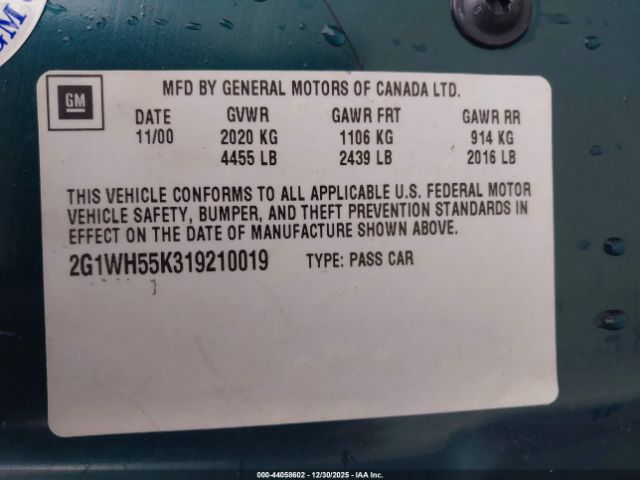 GM
GM
MFD BY GENERAL MOTORS OF CANADA LTD.
DATE GVWR GAWR FRT GAWR RR
11/00 2020 KG 1106 KG 914 KG
4455 LB 2439 LB 2016 LB
THIS VEHICLE CONFORMS TO ALL APPLICABLE U.S. FEDERAL MOTOR
VEHICLE SAFETY, BUMPER, AND THEFT PREVENTION STANDARDS IN
EFFECT ON THE DATE OF MANUFACTURE SHOWN ABOVE.
2G1WH55K319210019 TYPE: PASS CAR
000-44058602 - 12/30/2025 - IAA Inc.